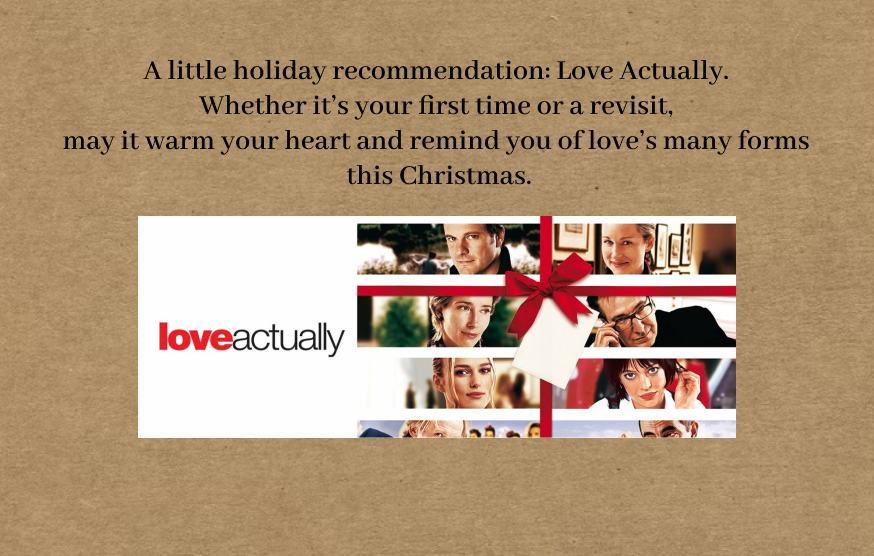 A little holiday recommendation: Love Actually.
Whether it’s your first time or a revisit,
may it warm your heart and remind you of love’s many forms
this Christmas.
loveactually